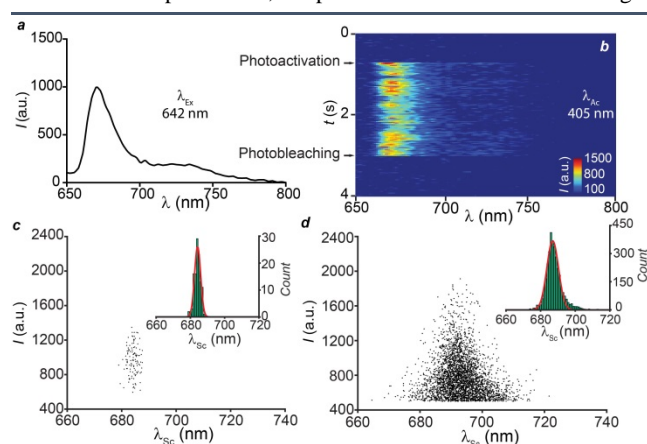 a
1500
1000
500
0
I (a.u.)
λEx
642 nm
650
700
750
800
λ (nm)
b
Photoactivation
Photobleaching
0
2
4
t (s)
λAc
405 nm
1500
800
100
I (a.u.)
650
700
750
800
λ (nm)
c
2400
2000
1600
1200
800
400
I (a.u.)
30
20
10
0
Count
660
680
700
720
λSc (nm)
660
680
700
720
740
λSc (nm)
d
2400
2000
1600
1200
800
400
I (a.u.)
450
300
150
0
Count
660
680
700
720
λSc (nm)
660
680
700
720
740